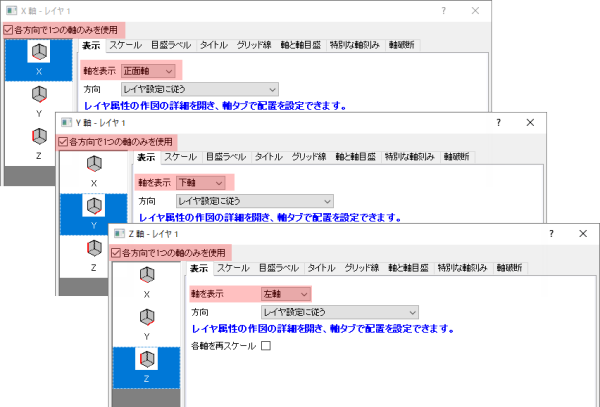 X 軸 - レイヤ 1
各方向で1つの軸のみを使用
表示 スケール 目盛ラベル タイトル グリッド線 軸と軸目盛 特別な軸刻み 軸破断
X
Y
Z
軸を表示 正面軸
方向 レイヤ設定に従う
レイヤ属性の作図の詳細を開き、軸タブで配置を設定できます。
Y 軸 - レイヤ 1
各方向で1つの軸のみを使用
表示 スケール 目盛ラベル タイトル グリッド線 軸と軸目盛 特別な軸刻み 軸破断
X
Y
Z
軸を表示 下軸
方向 レイヤ設定に従う
レイヤ属性の作図の詳細を開き、軸タブで配置を設定できます。
Z 軸 - レイヤ 1
各方向で1つの軸のみを使用
表示 スケール 目盛ラベル タイトル グリッド線 軸と軸目盛 特別な軸刻み 軸破断
X
Y
Z
軸を表示 左軸
方向 レイヤ設定に従う
レイヤ属性の作図の詳細を開き、軸タブで配置を設定できます。
各軸を再スケール